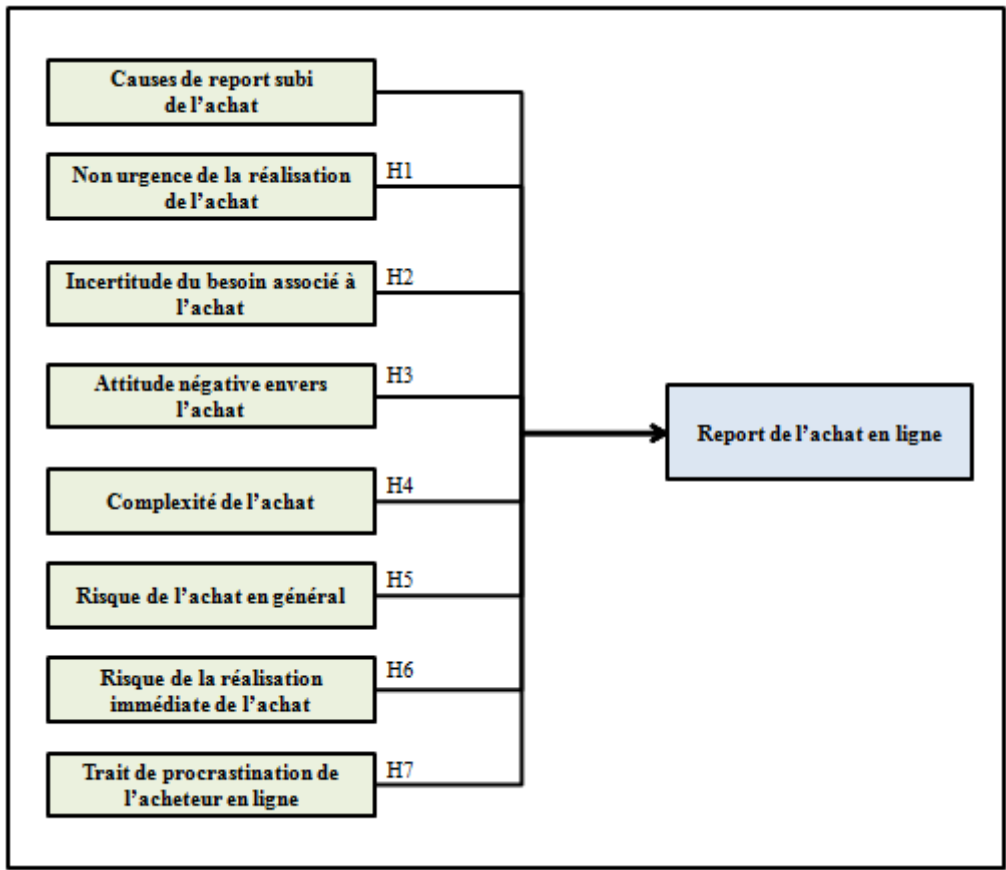 Causes de report subi
de l’achat
Non urgence de la réalisation
de l’achat
H1
Incertitude du besoin associé à
l’achat
H2
Attitude négative envers
l’achat
H3
Complexité de l’achat
H4
Risque de l’achat en général
H5
Risque de la réalisation
immédiate de l’achat
H6
Trait de procrastination de
l’acheteur en ligne
H7
Report de l’achat en ligne